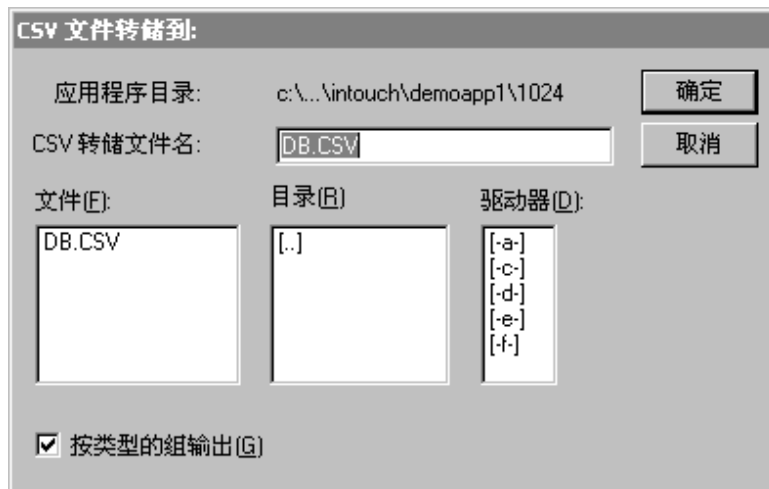 CSV 文件转储到:
应用程序目录: c:\...\intouch\demoapp1\1024 确定
CSV 转储文件名: DB.CSV 取消
文件(F): 目录(R) 驱动器(D):
DB.CSV [..] [-a-]
[-c-]
[-d-]
[-e-]
[-f-]
按类型的组输出(G)